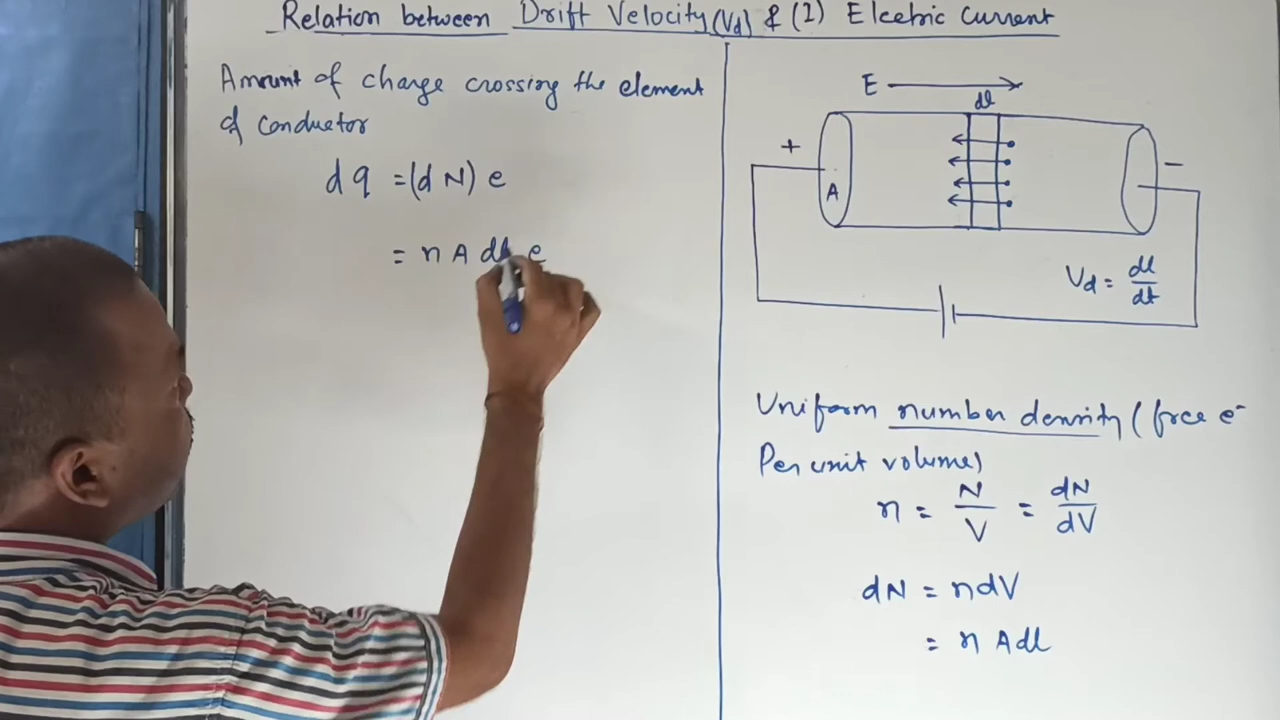 Relation between Drift Velocity (Vd) & (I) Electric Current
Amount of charge crossing the element
of conductor
dq = (dN) e
= n A dl e
E
dl
+
A
−
Vd = dl/dt
Uniform number density (free e⁻
Per unit volume)
n = N/V = dN/dV
dN = n dV
= n A dl